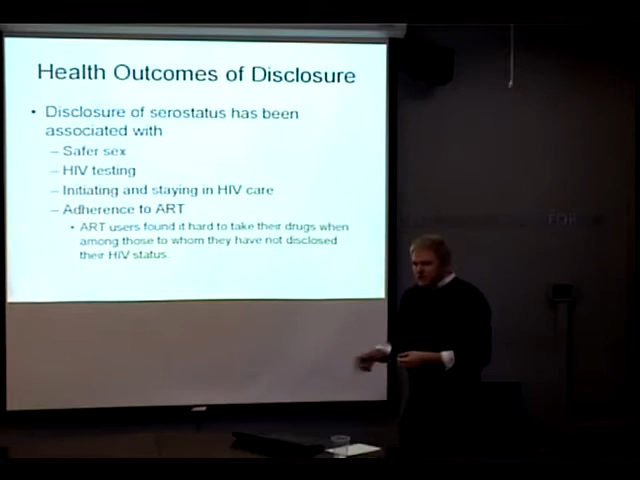 Health Outcomes of Disclosure
• Disclosure of serostatus has been
associated with
– Safer sex
– HIV testing
– Initiating and staying in HIV care
– Adherence to ART
• ART users found it hard to take their drugs when
among those to whom they have not disclosed
their HIV status.